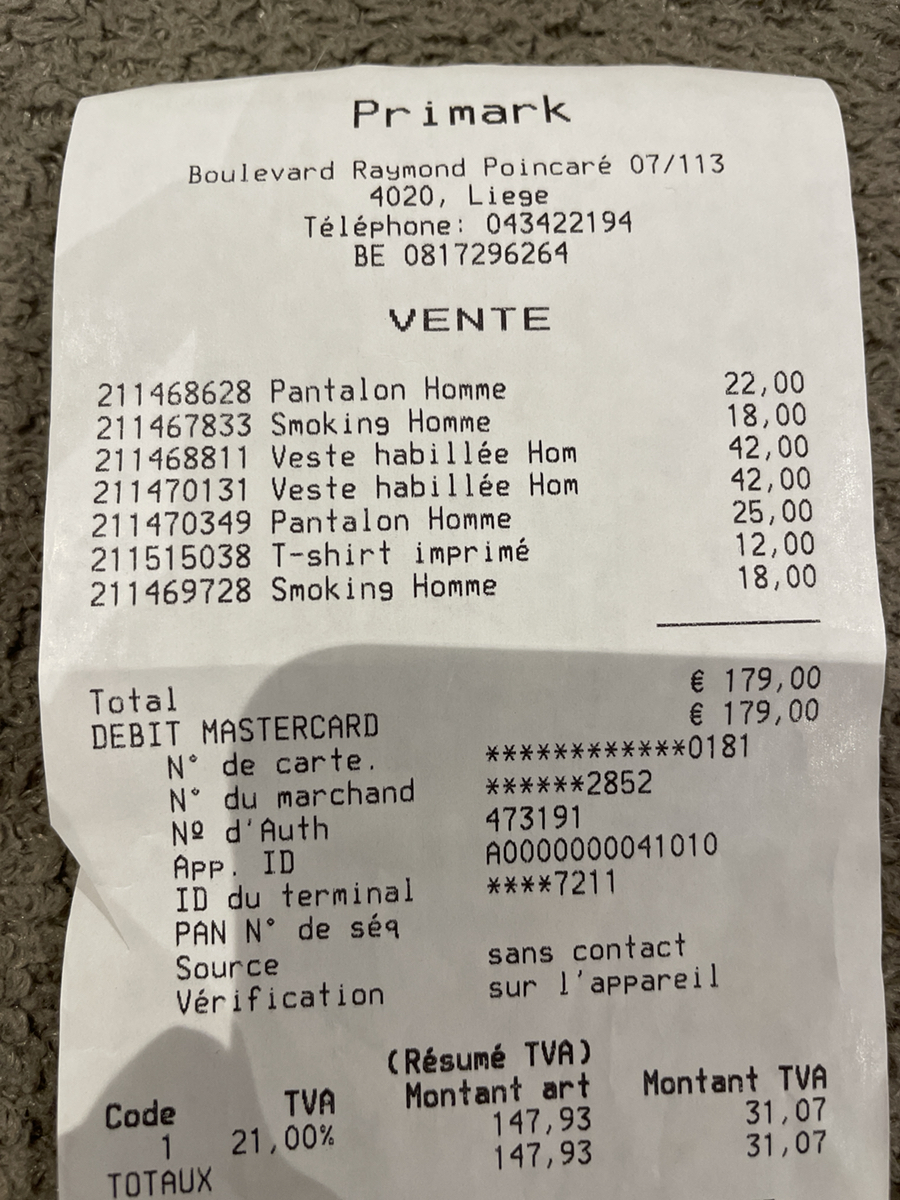 Primark
Boulevard Raymond Poincaré 07/113
4020, Liege
Téléphone: 043422194
BE 0817296264
VENTE
211468628 Pantalon Homme 22,00
211467833 Smoking Homme 18,00
211468811 Veste habillée Hom 42,00
211470131 Veste habillée Hom 42,00
211470349 Pantalon Homme 25,00
211515038 T-shirt imprimé 12,00
211469728 Smoking Homme 18,00
Total € 179,00
DEBIT MASTERCARD € 179,00
N° de carte. ************0181
N° du marchand ******2852
Nº d'Auth 473191
App. ID A0000000041010
ID du terminal ****7211
PAN N° de séq
Source sans contact
Vérification sur l'appareil
(Résumé TVA)
Code TVA Montant art Montant TVA
1 21,00% 147,93 31,07
TOTAUX 147,93 31,07